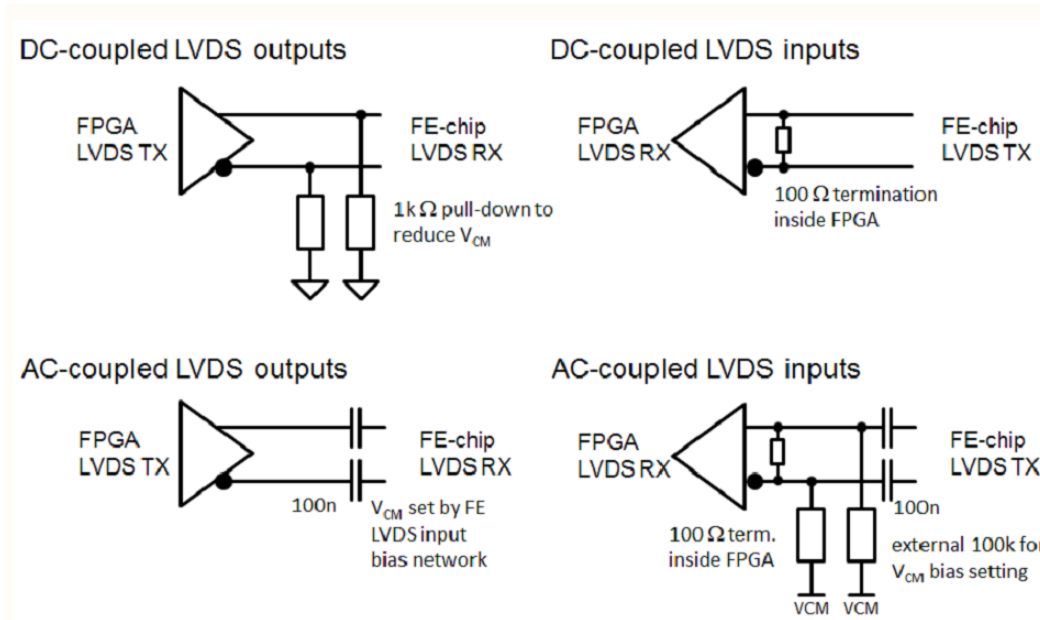 DC-coupled LVDS outputs
FPGA
LVDS TX
FE-chip
LVDS RX
1k Ω pull-down to
reduce VCM
DC-coupled LVDS inputs
FPGA
LVDS RX
FE-chip
LVDS TX
100 Ω termination
inside FPGA
AC-coupled LVDS outputs
FPGA
LVDS TX
FE-chip
LVDS RX
100n
VCM set by FE
LVDS input
bias network
AC-coupled LVDS inputs
FPGA
LVDS RX
FE-chip
LVDS TX
100n
100 Ω term.
inside FPGA
external 100k for
VCM bias setting
VCM
VCM